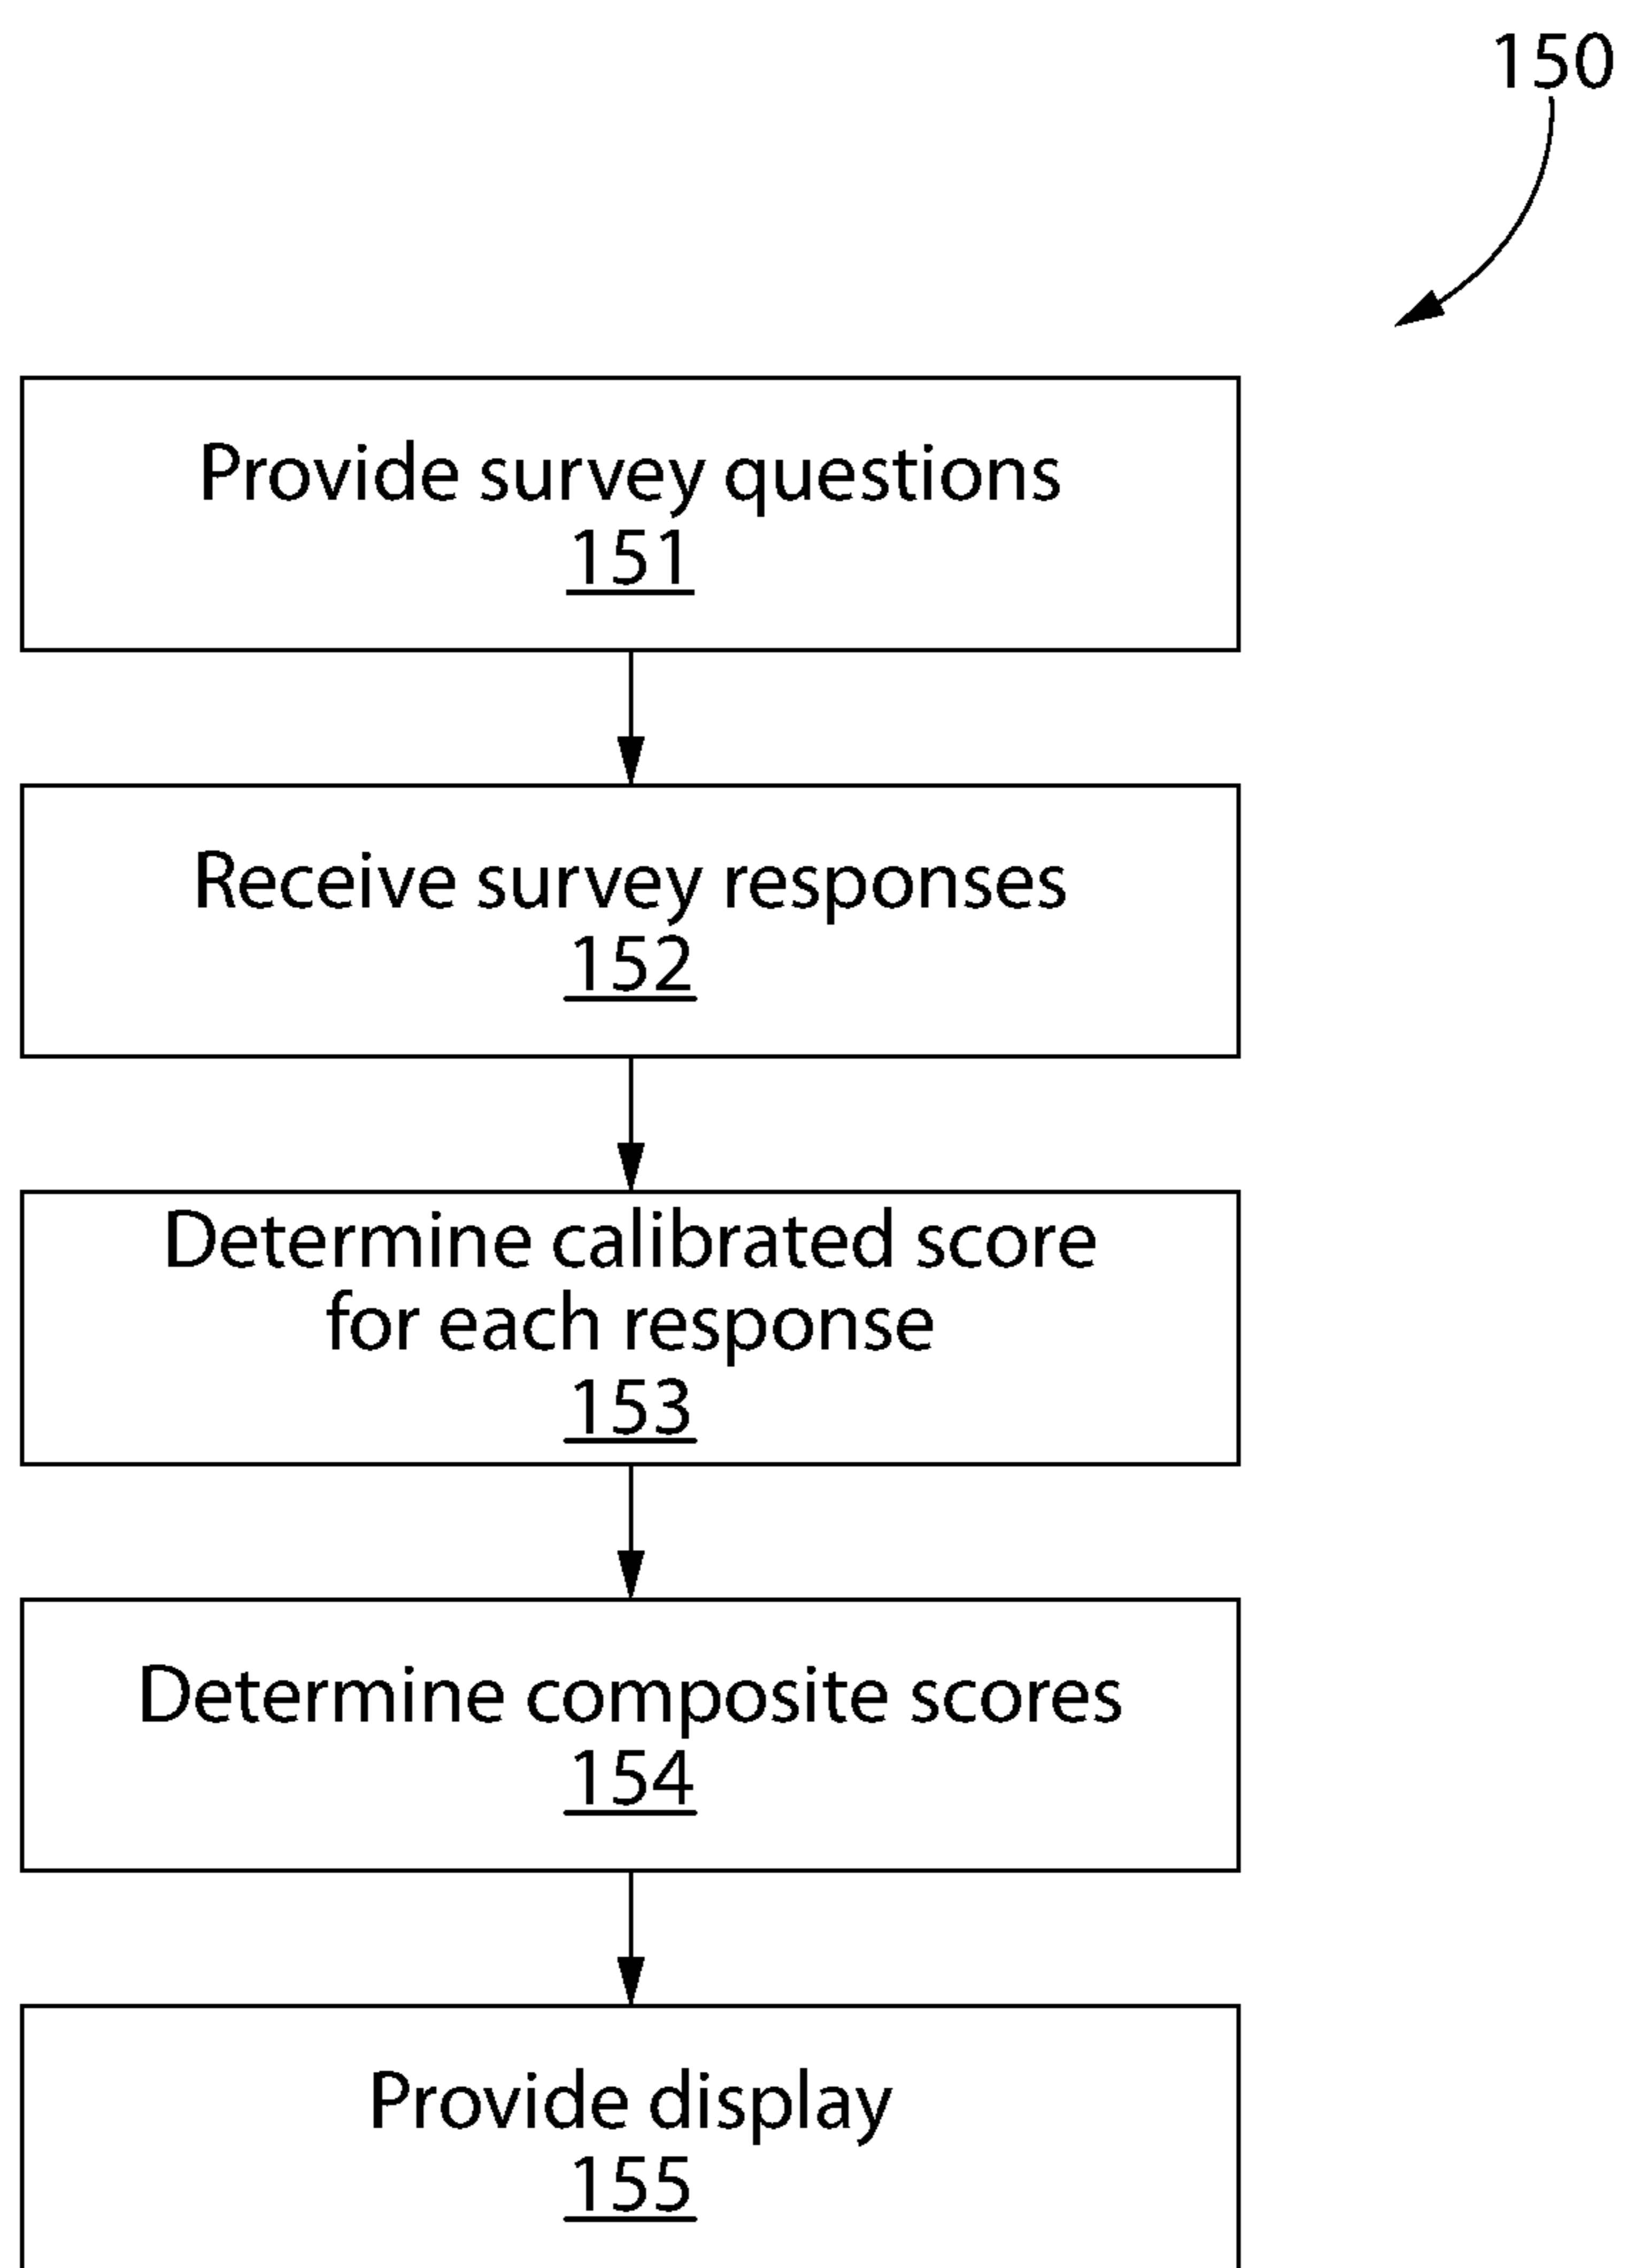 150
Provide survey questions
151
Receive survey responses
152
Determine calibrated score
for each response
153
Determine composite scores
154
Provide display
155